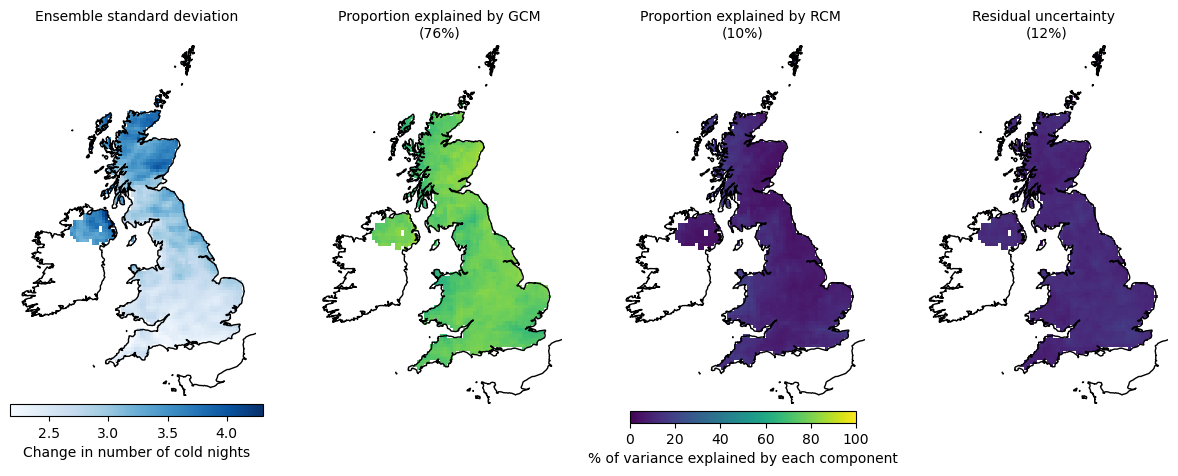 Ensemble standard deviation
Proportion explained by GCM
(76%)
Proportion explained by RCM
(10%)
Residual uncertainty
(12%)
2.5 3.0 3.5 4.0
Change in number of cold nights
0 20 40 60 80 100
% of variance explained by each component